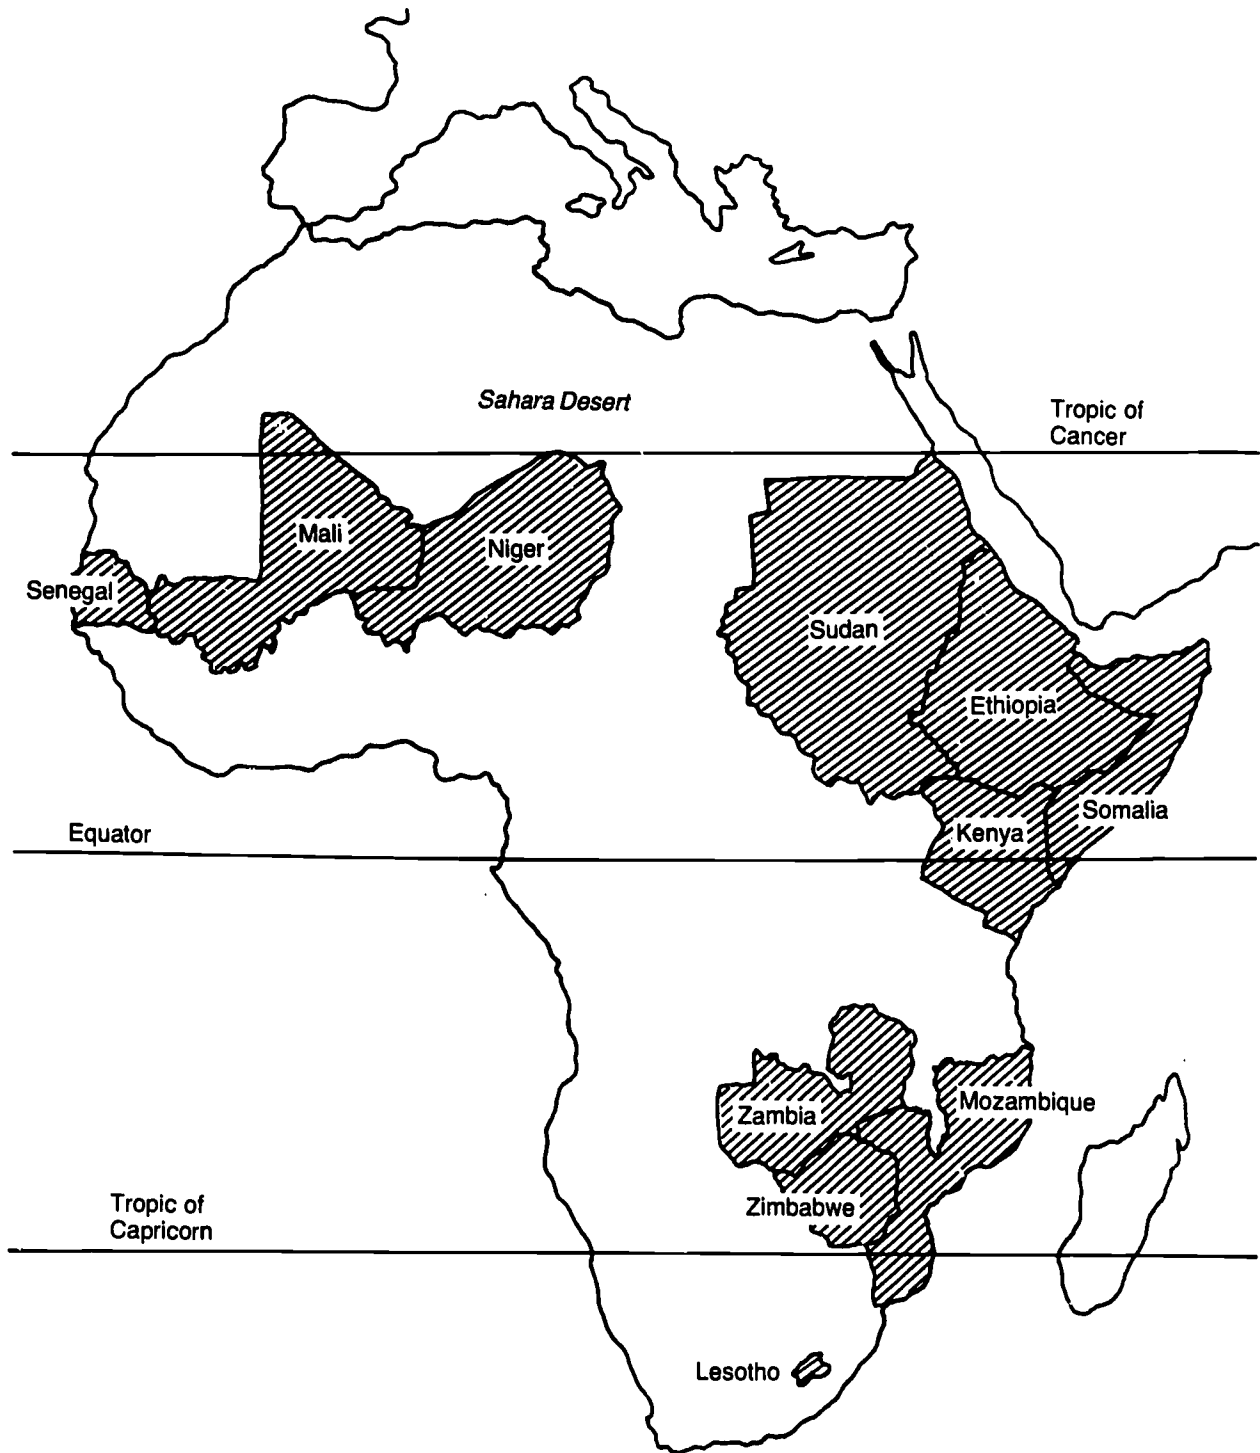 Sahara Desert
Tropic of
Cancer
Mali
Niger
Senegal
Sudan
Ethiopia
Somalia
Equator
Kenya
Zambia
Mozambique
Zimbabwe
Tropic of
Capricorn
Lesotho